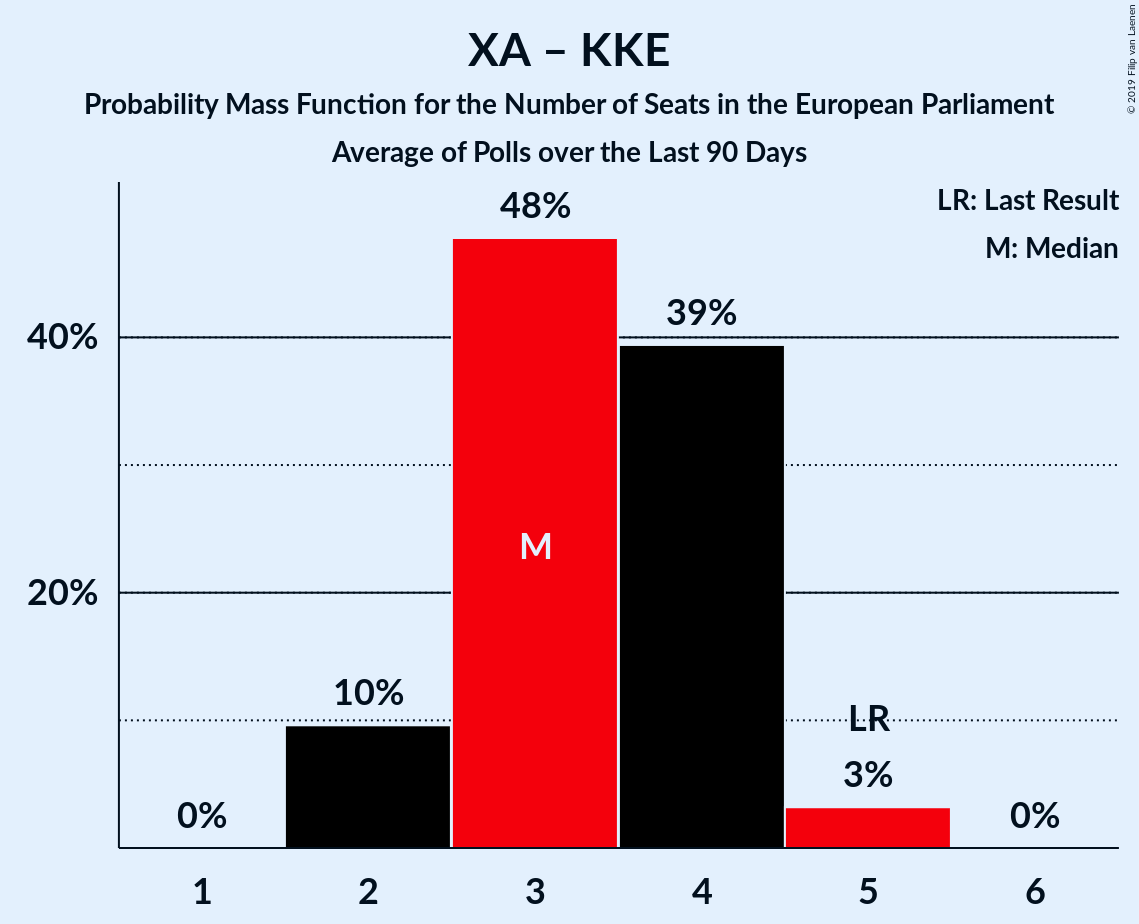 XA – KKE
Probability Mass Function for the Number of Seats in the European Parliament
Average of Polls over the Last 90 Days
© 2019 Filip van Laenen
LR: Last Result
M: Median
48%
39%
40%
M
20%
10%
LR
3%
0%
0%
1 2 3 4 5 6